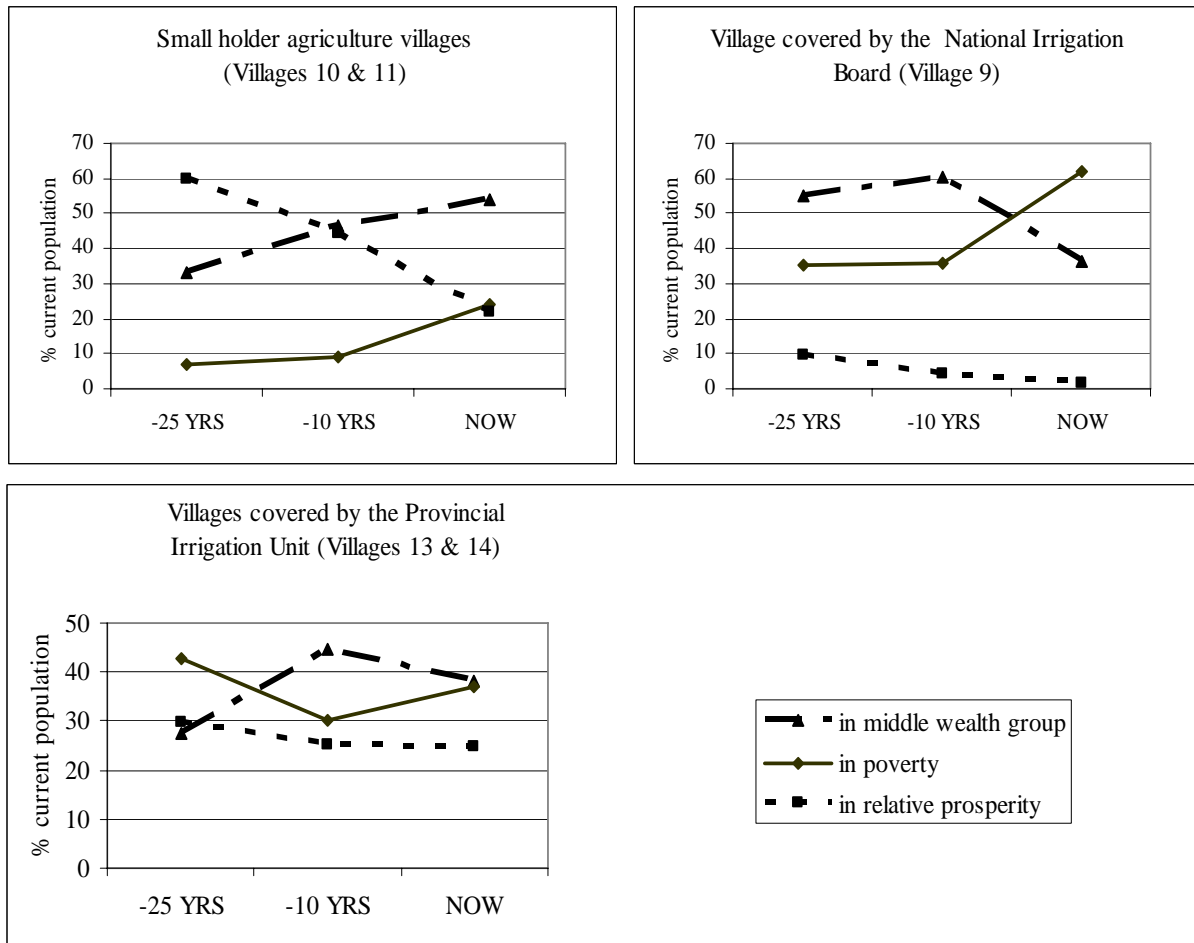 Small holder agriculture villages
(Villages 10 & 11)
% current population
70
60
50
40
30
20
10
0
-25 YRS
-10 YRS
NOW
Village covered by the National Irrigation
Board (Village 9)
% current population
70
60
50
40
30
20
10
0
-25 YRS
-10 YRS
NOW
Villages covered by the Provincial
Irrigation Unit (Villages 13 & 14)
% current population
50
40
30
20
10
0
-25 YRS
-10 YRS
NOW
in middle wealth group
in poverty
in relative prosperity